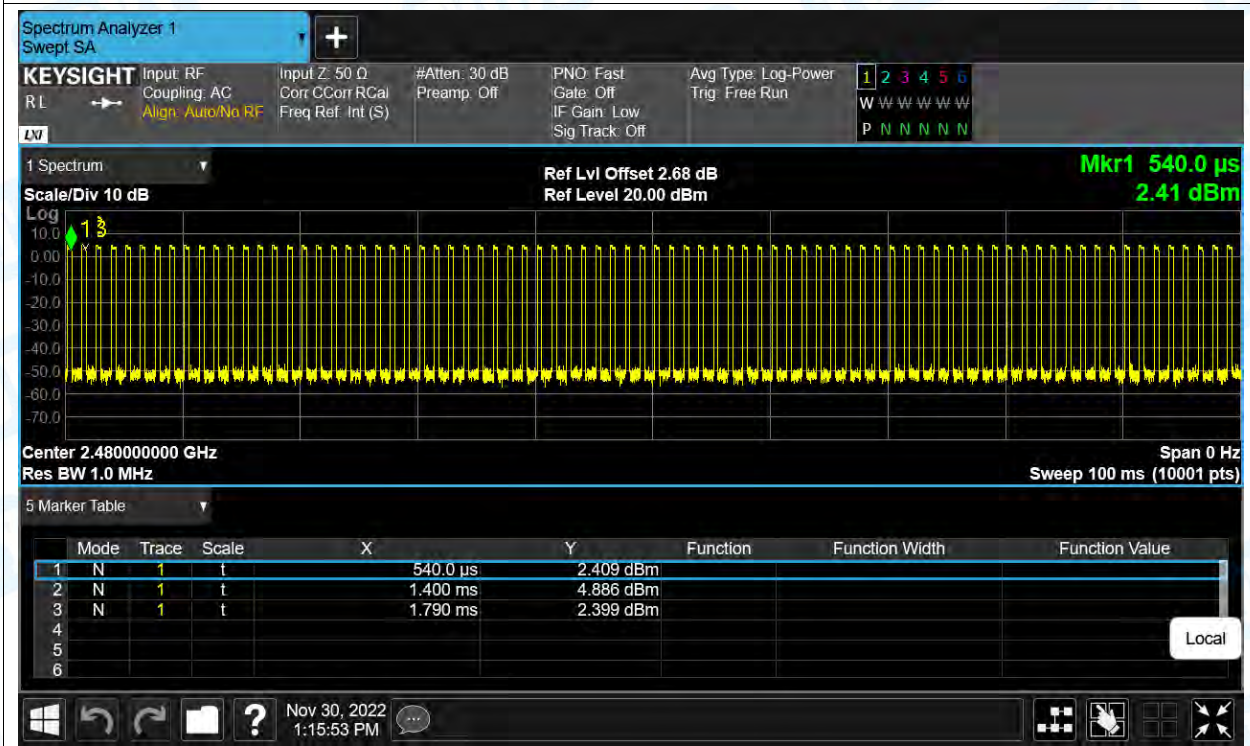 Spectrum Analyzer 1
Swept SA
+
KEYSIGHT Input: RF Input Z: 50 Ω #Atten: 30 dB PNO: Fast Avg Type: Log-Power 1 2 3 4 5 6
R L Coupling: AC Corr CCorr RCal Preamp: Off Gate: Off Trig: Free Run W W W W W W
Align: Auto/No RF Freq Ref: Int (S) IF Gain: Low P N N N N N
LXI Sig Track: Off
1 Spectrum Ref Lvl Offset 2.68 dB Mkr1 540.0 µs
Scale/Div 10 dB Ref Level 20.00 dBm 2.41 dBm
Log
10.0 1 3
0.00
-10.0
-20.0
-30.0
-40.0
-50.0
-60.0
-70.0
Center 2.480000000 GHz Span 0 Hz
Res BW 1.0 MHz Sweep 100 ms (10001 pts)
5 Marker Table
Mode Trace Scale X Y Function Function Width Function Value
1 N 1 t 540.0 µs 2.409 dBm
2 N 1 t 1.400 ms 4.886 dBm
3 N 1 t 1.790 ms 2.399 dBm
4
5
6
Local
? Nov 30, 2022
1:15:53 PM